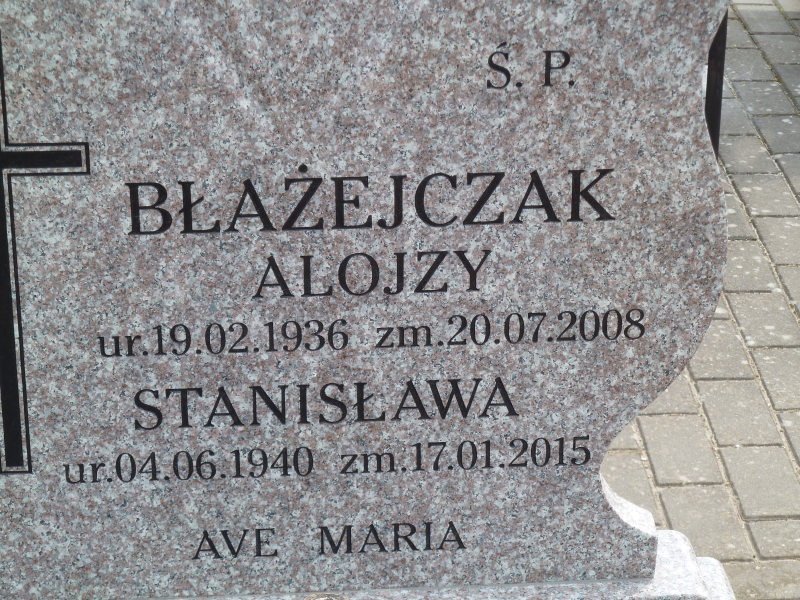 Ś. P.
BŁAŻEJCZAK
ALOJZY
ur.19.02.1936 zm.20.07.2008
STANISŁAWA
ur.04.06.1940 zm.17.01.2015
AVE MARIA